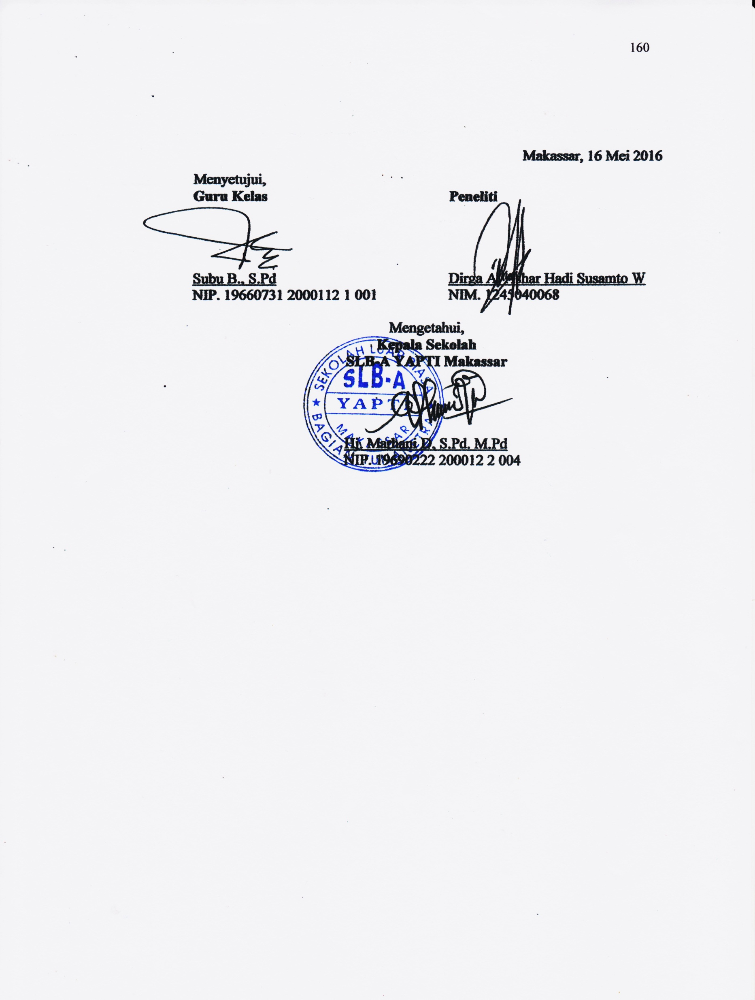 160
Makassar, 16 Mei 2016
Menyetujui,
Guru Kelas
Peneliti
Subu B., S.Pd
NIP. 19660731 2000112 1 001
Dirga Hadi Susamto W
NIM. 1245040068
Mengetahui,
Kepala Sekolah
SLB-A YAPTI Makassar
SEKOLAH LUAR BIASA
SLB-A
YAPTI
MAKASSAR
BAGIAN TUNANETRA
Hj. Marhani D, S.Pd. M.Pd
NIP. 19690222 200012 2 004